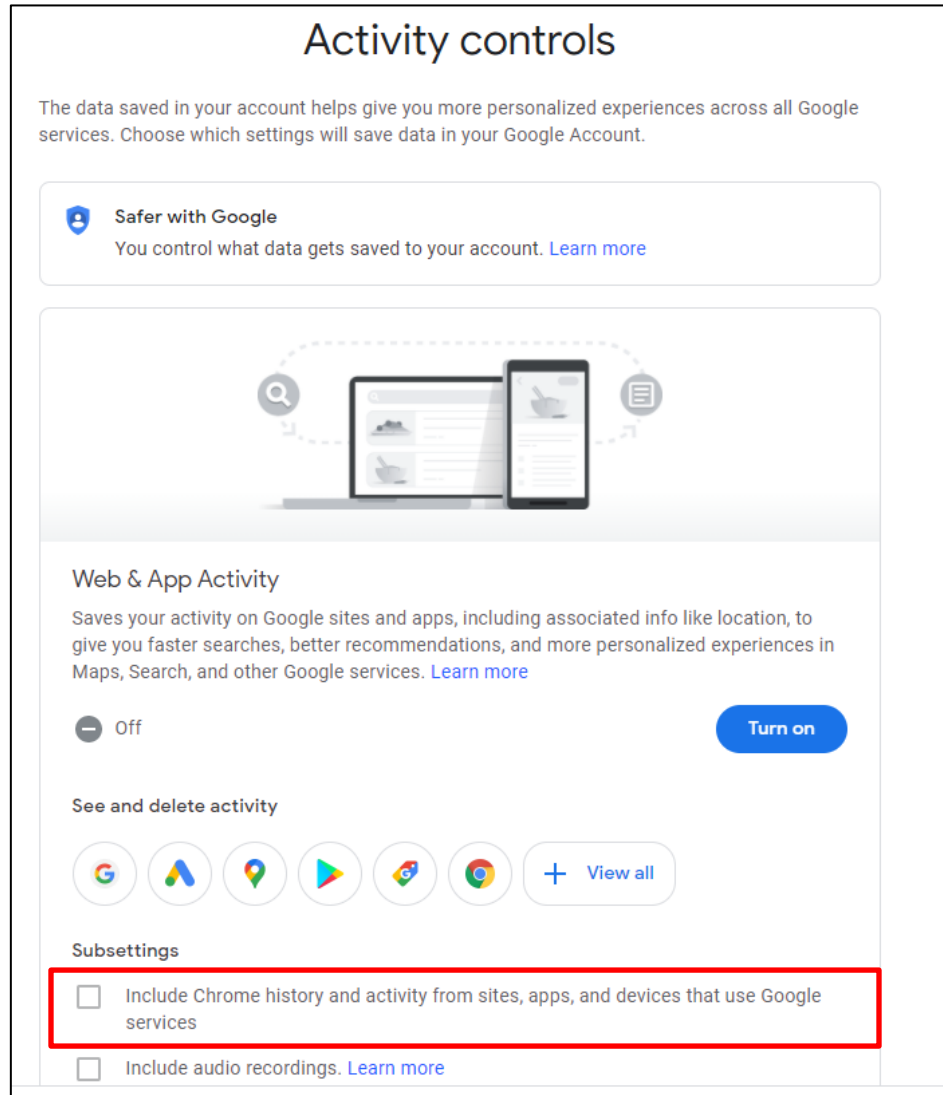 Activity controls
The data saved in your account helps give you more personalized experiences across all Google
services. Choose which settings will save data in your Google Account.
Safer with Google
You control what data gets saved to your account. Learn more
Web & App Activity
Saves your activity on Google sites and apps, including associated info like location, to
give you faster searches, better recommendations, and more personalized experiences in
Maps, Search, and other Google services. Learn more
Off
Turn on
See and delete activity
View all
Subsettings
Include Chrome history and activity from sites, apps, and devices that use Google
services
Include audio recordings. Learn more